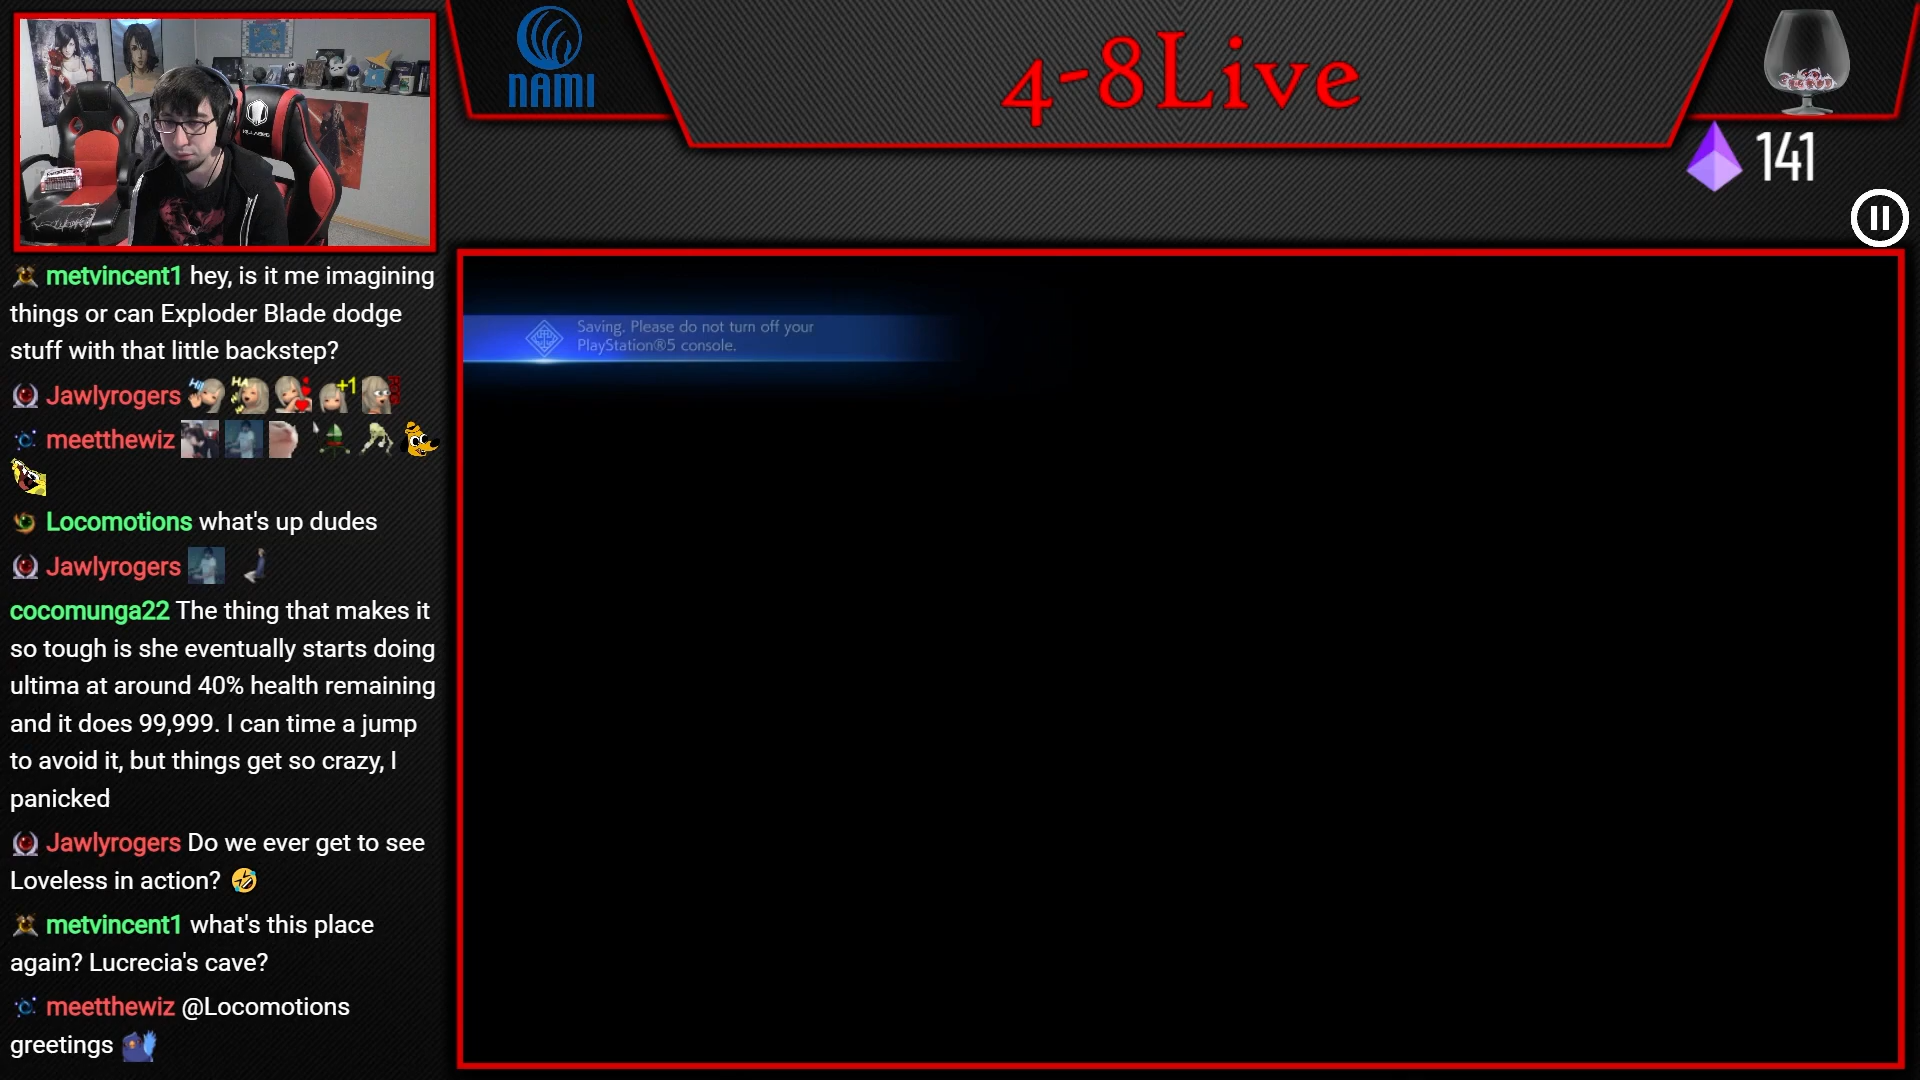 NAMI
4-8Live
141
Saving. Please do not turn off your
PlayStation®5 console.
metvincent1 hey, is it me imagining
things or can Exploder Blade dodge
stuff with that little backstep?
Jawlyrogers
meetthewiz
Locomotions what's up dudes
Jawlyrogers
cocomunga22 The thing that makes it
so tough is she eventually starts doing
ultima at around 40% health remaining
and it does 99,999. I can time a jump
to avoid it, but things get so crazy, I
panicked
Jawlyrogers Do we ever get to see
Loveless in action? 🤣
metvincent1 what's this place
again? Lucrecia's cave?
meetthewiz @Locomotions
greetings